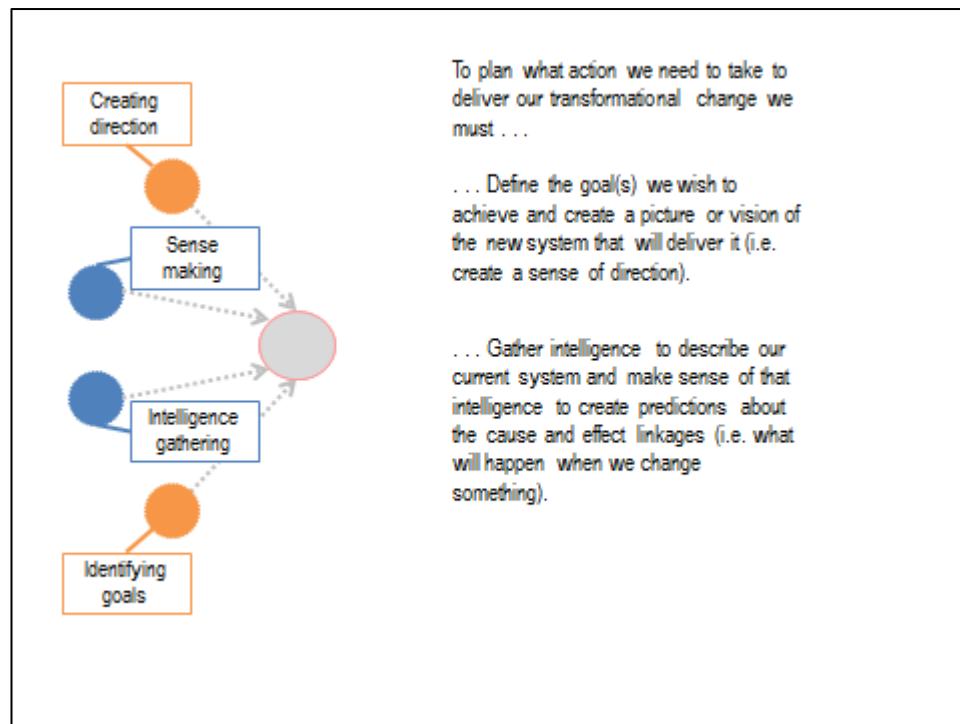 Creating
direction
Sense
making
Intelligence
gathering
Identifying
goals
To plan what action we need to take to
deliver our transformational change we
must . . .
. . . Define the goal(s) we wish to
achieve and create a picture or vision of
the new system that will deliver it (i.e.
create a sense of direction).
. . . Gather intelligence to describe our
current system and make sense of that
intelligence to create predictions about
the cause and effect linkages (i.e. what
will happen when we change
something).